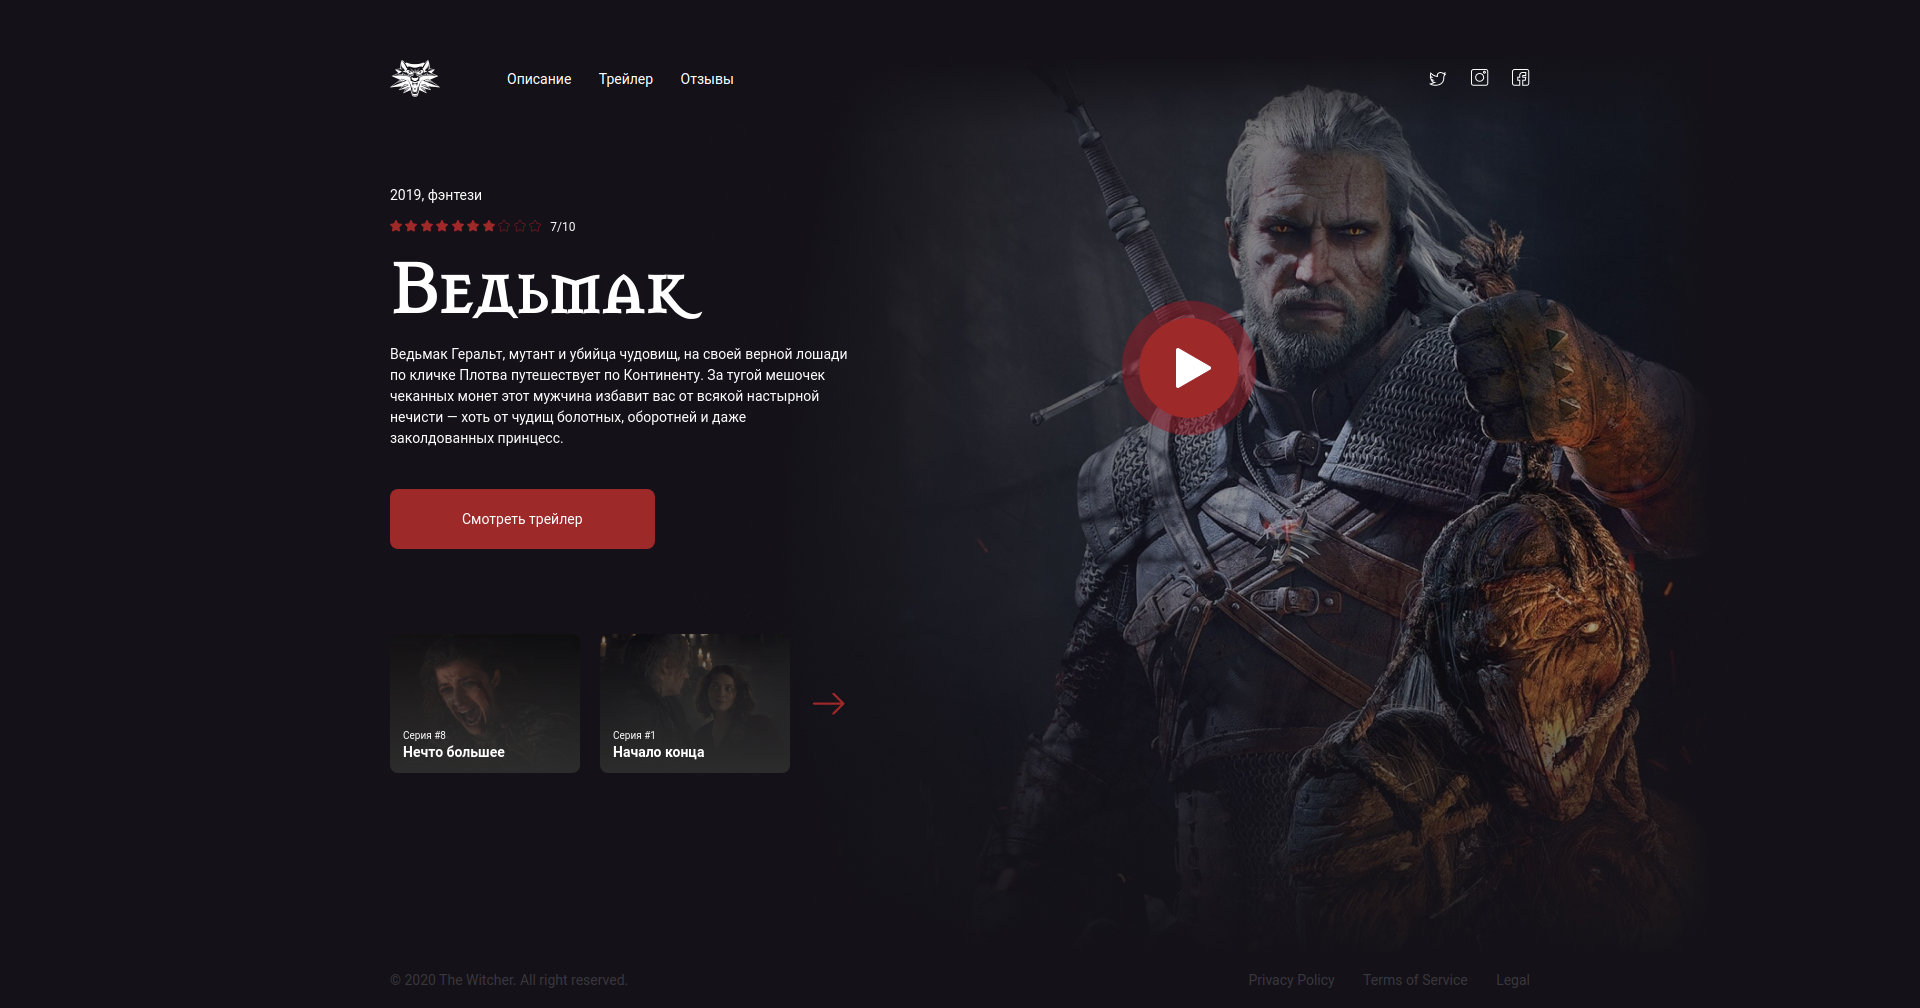 Описание Трейлер Отзывы
2019, фэнтези
7/10
Ведьмак
Ведьмак Геральт, мутант и убийца чудовищ, на своей верной лошади
по кличке Плотва путешествует по Континенту. За тугой мешочек
чеканных монет этот мужчина избавит вас от всякой настырной
нечисти — хоть от чудищ болотных, оборотней и даже
заколдованных принцесс.
Смотреть трейлер
Серия #8
Нечто большее
Серия #1
Начало конца
© 2020 The Witcher. All right reserved.
Privacy Policy Terms of Service Legal